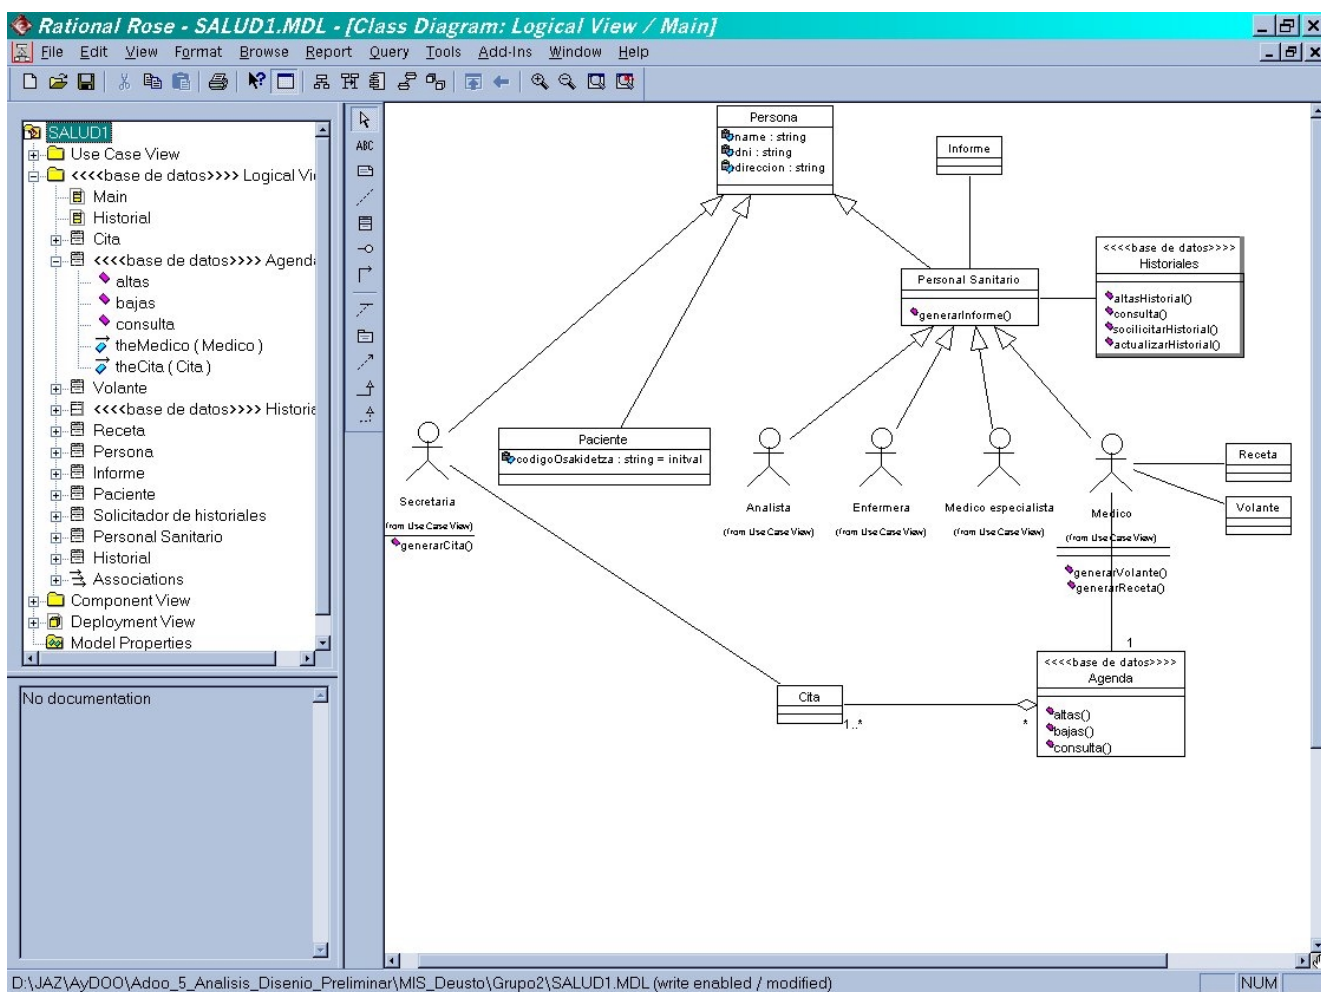 Rational Rose - SALUD1.MDL - [Class Diagram: Logical View / Main]
File Edit View Format Browse Report Query Tools Add-Ins Window Help
SALUD1
Use Case View
<<<<base de datos>>>> Logical Vi
Main
Historial
Cita
<<<<base de datos>>>> Agend
altas
bajas
consulta
theMedico ( Medico )
theCita ( Cita )
Volante
<<<<base de datos>>>> Historia
Receta
Persona
Informe
Paciente
Solicitador de historiales
Personal Sanitario
Historial
Associations
Component View
Deployment View
Model Properties
No documentation
ABC
Persona
name : string
dni : string
direccion : string
Informe
Personal Sanitario
generarInforme()
<<<<base de datos>>>>
Historiales
altasHistorial()
consulta()
socilicitarHistorial()
actualizarHistorial()
Secretaria
(from Use Case View)
generarCita()
Paciente
codigoOsakidetza : string = initval
Analista
(from Use Case View)
Enfermera
(from Use Case View)
Medico especialista
(from Use Case View)
Medico
(from Use Case View)
generarVolante()
generarReceta()
Receta
Volante
1
<<<<base de datos>>>>
Agenda
altas()
bajas()
consulta()
Cita
1..*
*
D:\JAZ\AyDOO\Adoo_5_Analisis_Disenio_Preliminar\MIS_Deusto\Grupo2\SALUD1.MDL (write enabled / modified)
NUM